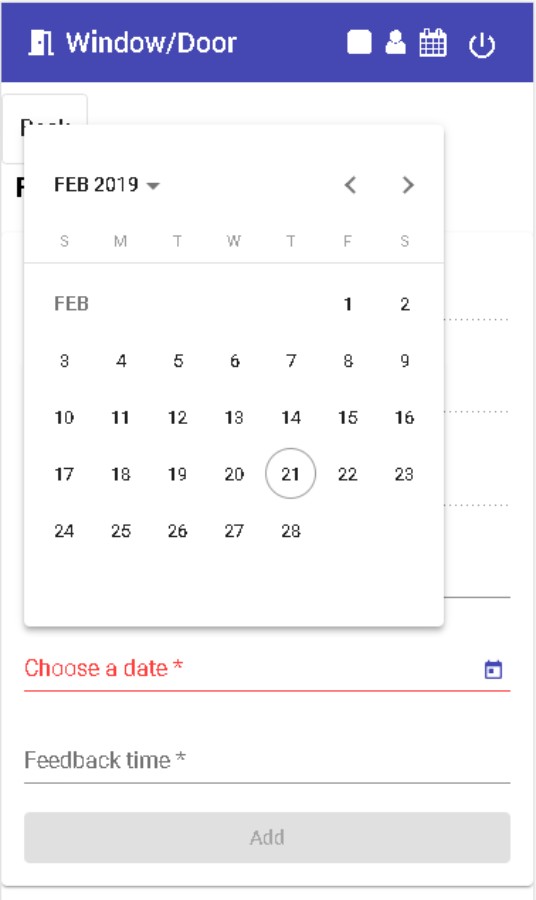 Window/Door
FEB 2019
S M T W T F S
FEB 1 2
3 4 5 6 7 8 9
10 11 12 13 14 15 16
17 18 19 20 21 22 23
24 25 26 27 28
Choose a date *
Feedback time *
Add